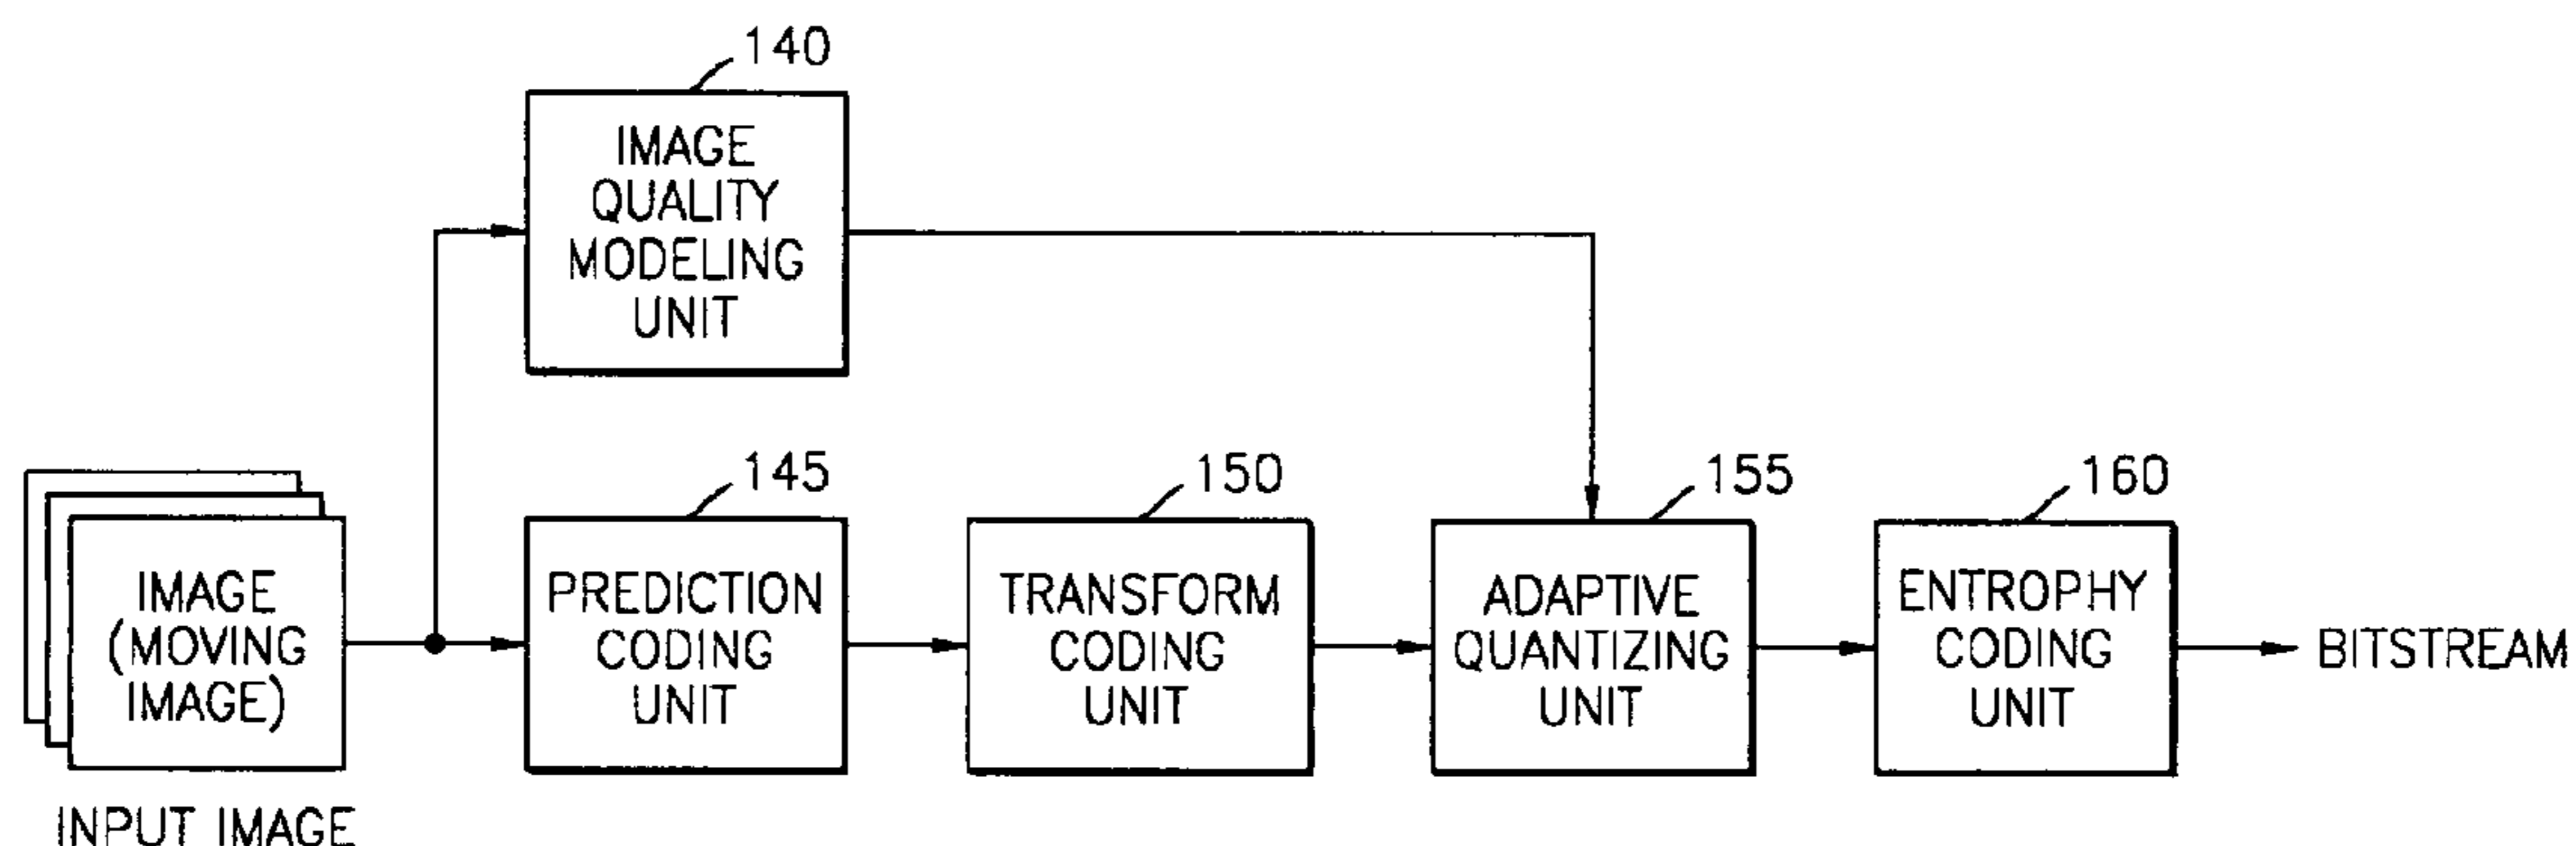 140
IMAGE
QUALITY
MODELING
UNIT
145
150
155
160
IMAGE
(MOVING
IMAGE)
PREDICTION
CODING
UNIT
TRANSFORM
CODING
UNIT
ADAPTIVE
QUANTIZING
UNIT
ENTROPHY
CODING
UNIT
BITSTREAM
INPUT IMAGE